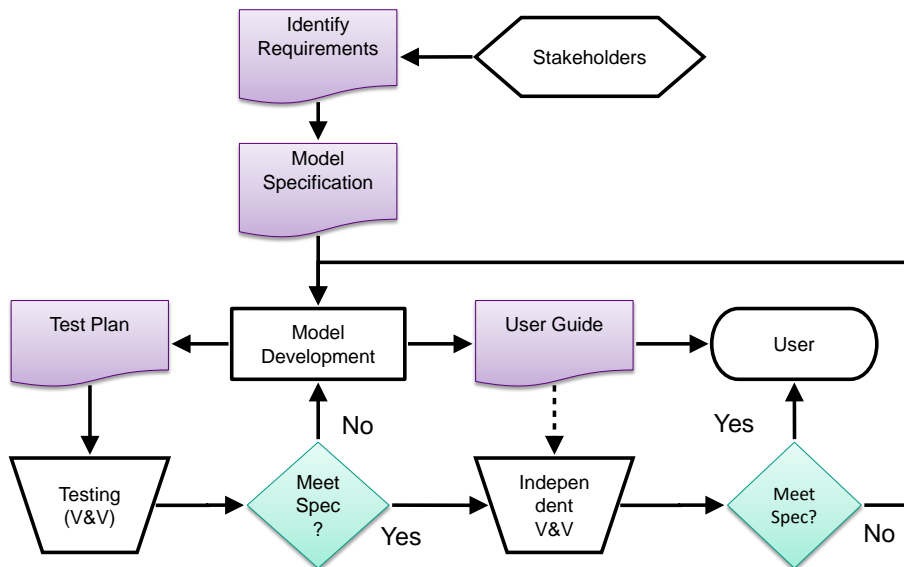 Identify
Requirements
Stakeholders
Model
Specification
Test Plan
Model
Development
User Guide
User
No
Yes
Testing
(V&V)
Meet
Spec
?
Yes
Indepen
dent
V&V
Meet
Spec?
No